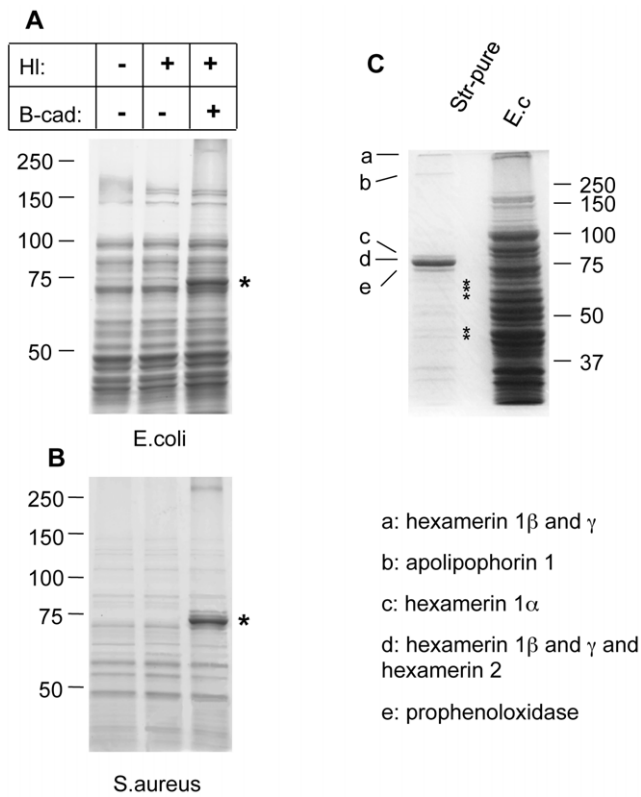 A
Hl: - + +
B-cad: - - +
250
150
100
75 *
50
E.coli
B
250
150
100
75 *
50
S.aureus
C
Str-pure E.c
a
b
250
150
c
100
d
75
e
*
*
*
50
*
*
37
a: hexamerin 1β and γ
b: apolipophorin 1
c: hexamerin 1α
d: hexamerin 1β and γ and
hexamerin 2
e: prophenoloxidase